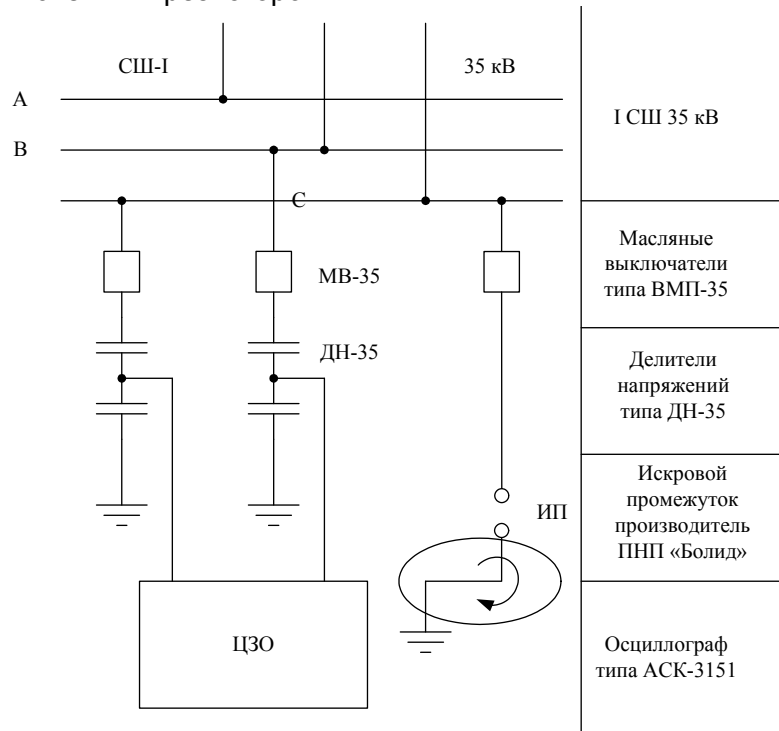 СШ-I
35 кВ
А
В
С
I СШ 35 кВ
МВ-35
Масляные
выключатели
типа ВМП-35
ДН-35
Делители
напряжений
типа ДН-35
ИП
Искровой
промежуток
производитель
ПНП «Болид»
ЦЗО
Осциллограф
типа АСК-3151